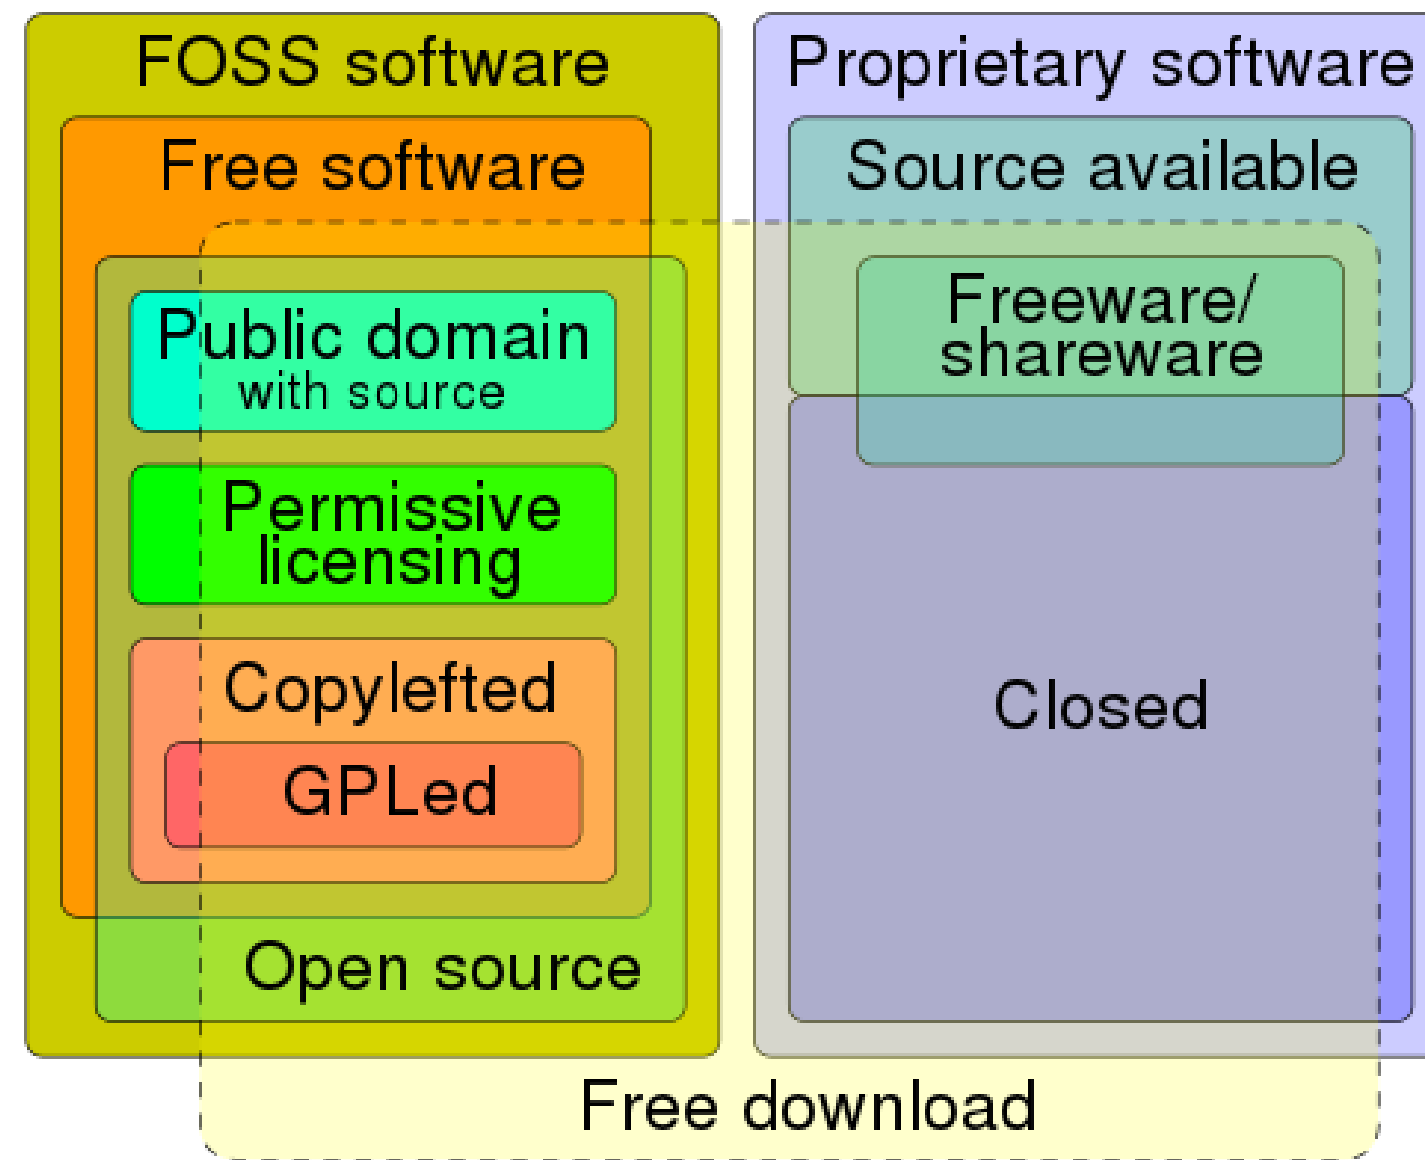 FOSS software
Free software
Public domain
with source
Permissive
licensing
Copylefted
GPLed
Open source
Proprietary software
Source available
Freeware/
shareware
Closed
Free download